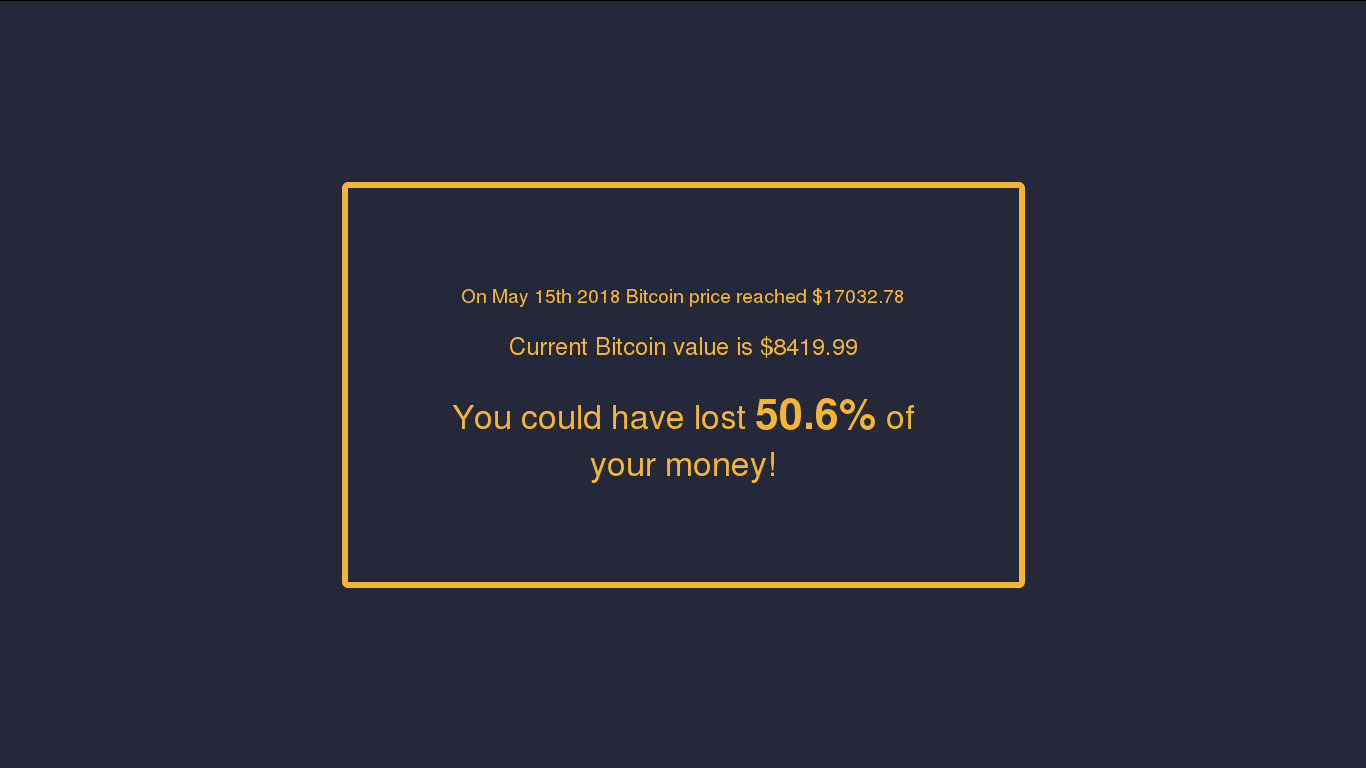 On May 15th 2018 Bitcoin price reached $17032.78
Current Bitcoin value is $8419.99
You could have lost 50.6% of
your money!